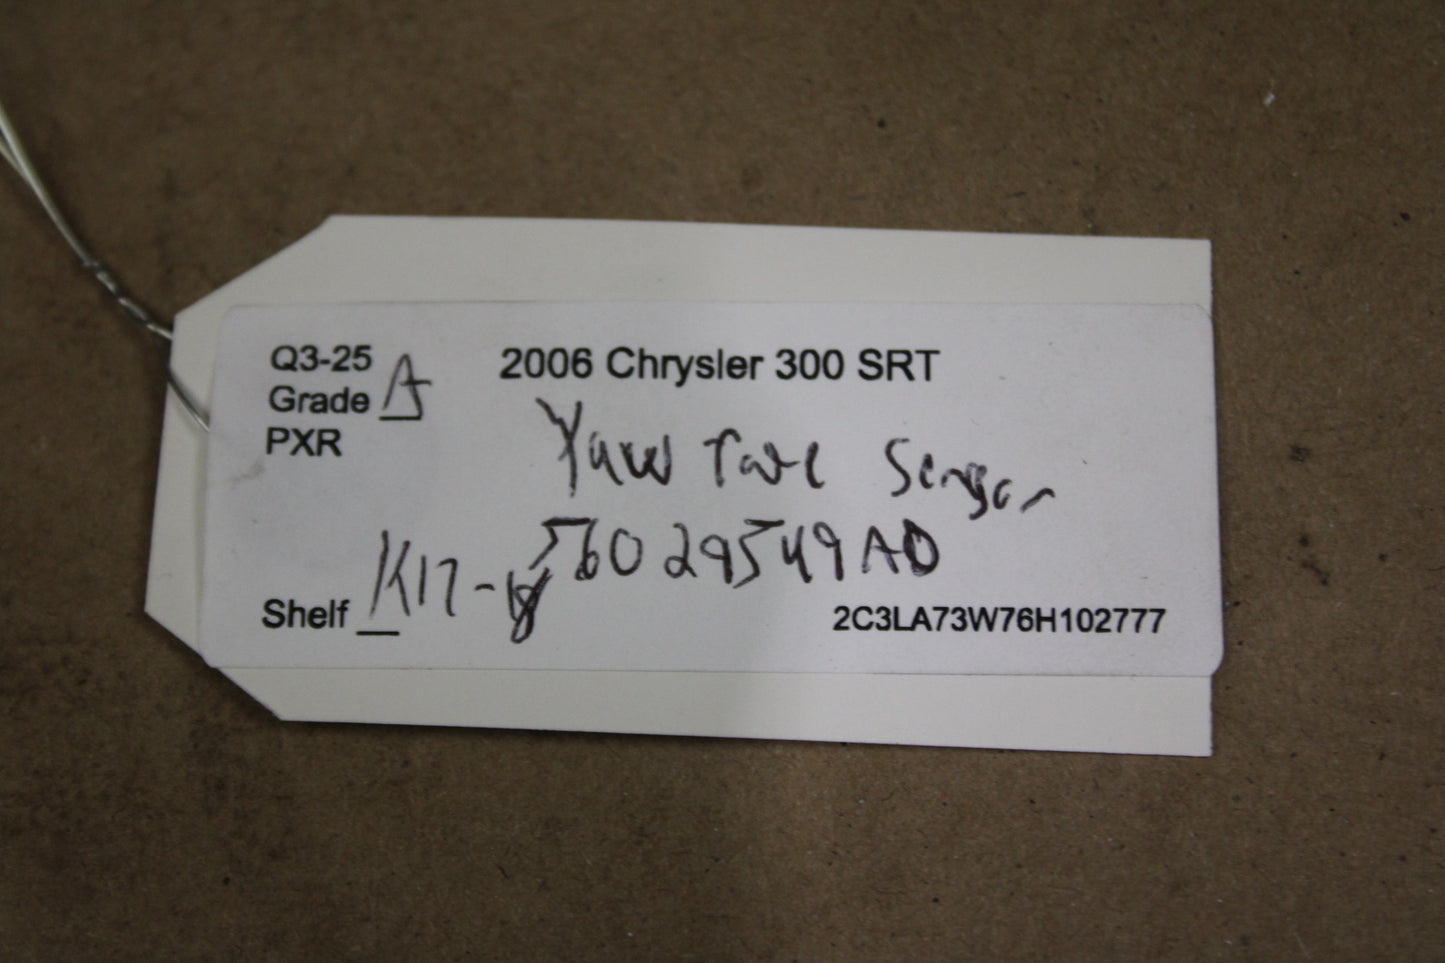 Q3-25
2006 Chrysler 300 SRT
Grade A
PXR
Yaw rate Sensor
56029549AD
Shelf K17-8
2C3LA73W76H102777